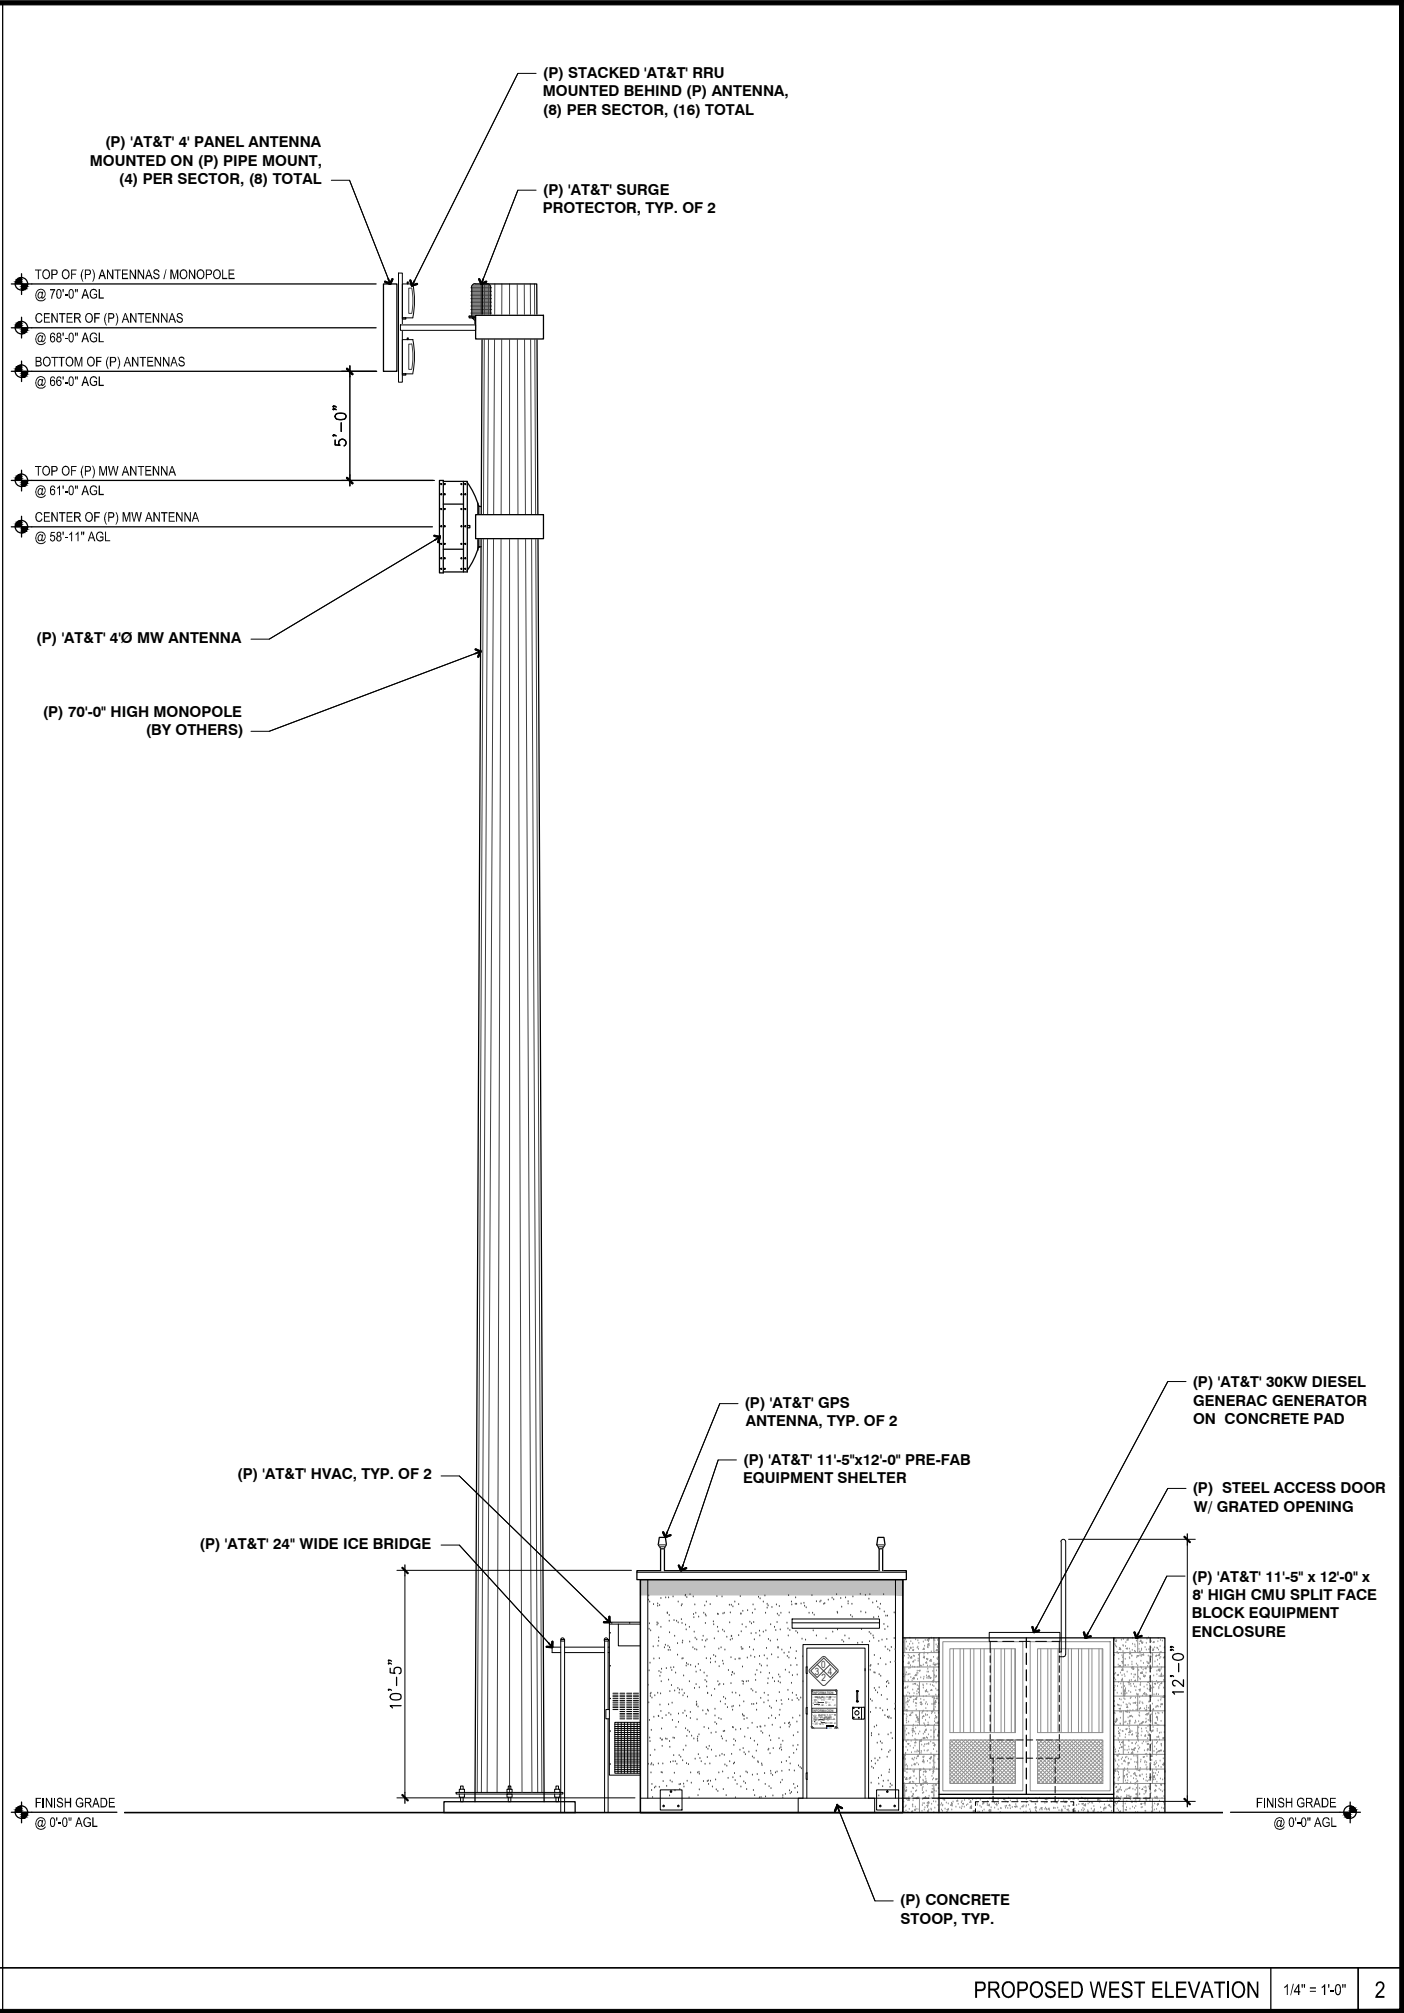 (P) STACKED 'AT&T' RRU
MOUNTED BEHIND (P) ANTENNA,
(8) PER SECTOR, (16) TOTAL
(P) 'AT&T' 4' PANEL ANTENNA
MOUNTED ON (P) PIPE MOUNT,
(4) PER SECTOR, (8) TOTAL
(P) 'AT&T' SURGE
PROTECTOR, TYP. OF 2
TOP OF (P) ANTENNAS / MONOPOLE
@ 70'-0" AGL
CENTER OF (P) ANTENNAS
@ 68'-0" AGL
BOTTOM OF (P) ANTENNAS
@ 66'-0" AGL
5'-0"
TOP OF (P) MW ANTENNA
@ 61'-0" AGL
CENTER OF (P) MW ANTENNA
@ 58'-11" AGL
(P) 'AT&T' 4'Ø MW ANTENNA
(P) 70'-0" HIGH MONOPOLE
(BY OTHERS)
(P) 'AT&T' 30KW DIESEL
GENERAC GENERATOR
ON CONCRETE PAD
(P) 'AT&T' GPS
ANTENNA, TYP. OF 2
(P) 'AT&T' 11'-5"x12'-0" PRE-FAB
EQUIPMENT SHELTER
(P) 'AT&T' HVAC, TYP. OF 2
(P) STEEL ACCESS DOOR
W/ GRATED OPENING
(P) 'AT&T' 24" WIDE ICE BRIDGE
(P) 'AT&T' 11'-5" x 12'-0" x
8' HIGH CMU SPLIT FACE
BLOCK EQUIPMENT
ENCLOSURE
10'-5"
12'-0"
0
3 4
2
FINISH GRADE
@ 0'-0" AGL
FINISH GRADE
@ 0'-0" AGL
(P) CONCRETE
STOOP, TYP.
PROPOSED WEST ELEVATION
1/4" = 1'-0"
2